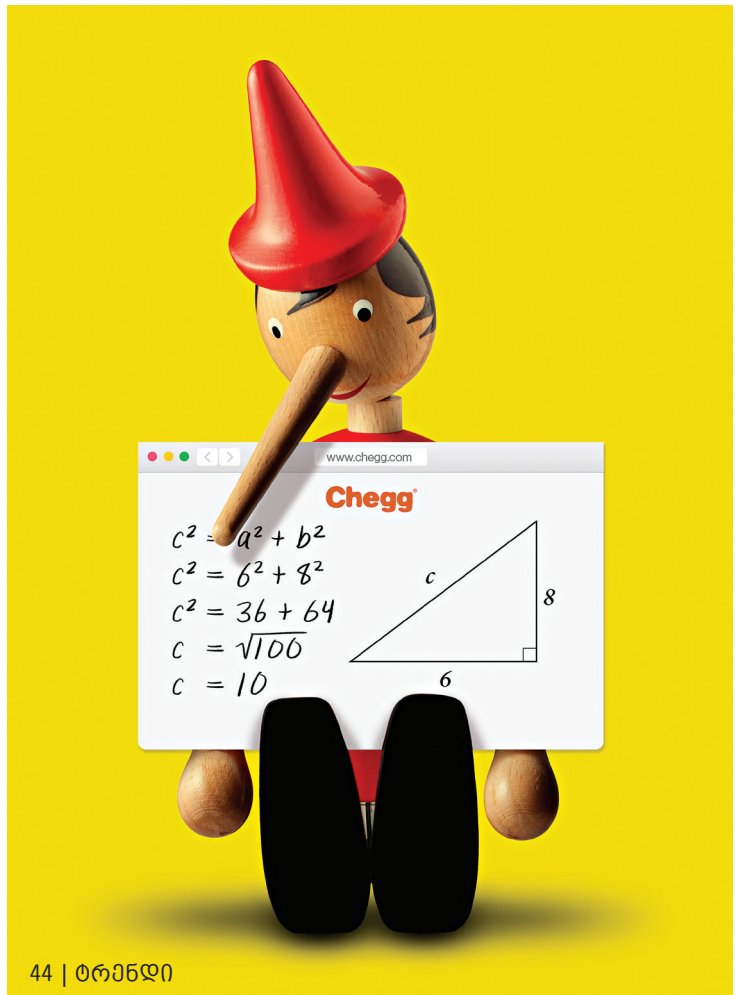 www.chegg.com
Chegg®
c² = a² + b²
c² = 6² + 8²
c² = 36 + 64
c = √100
c = 10
c
8
6
44 | ტრენდი